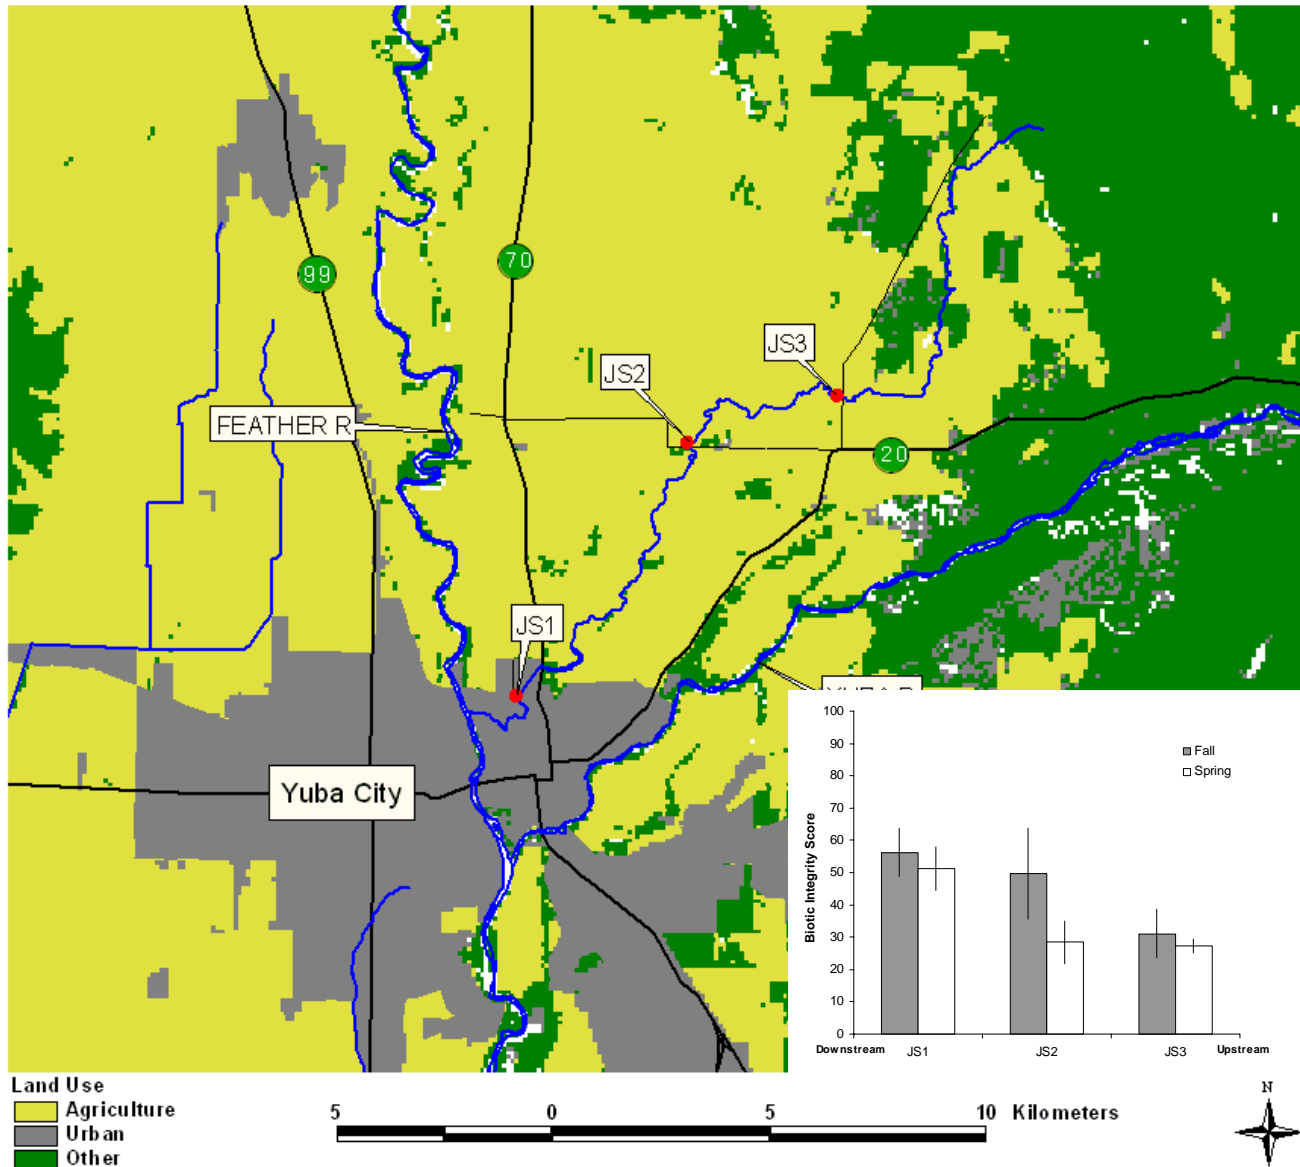 99
70
JS3
JS2
FEATHER R
20
JS1
Yuba City
100
90
80
70
60
50
40
30
20
10
0
Biotic Integrity Score
Fall
Spring
Downstream JS1 JS2 JS3 Upstream
Land Use
Agriculture
Urban
Other
5 0 5 10 Kilometers
N